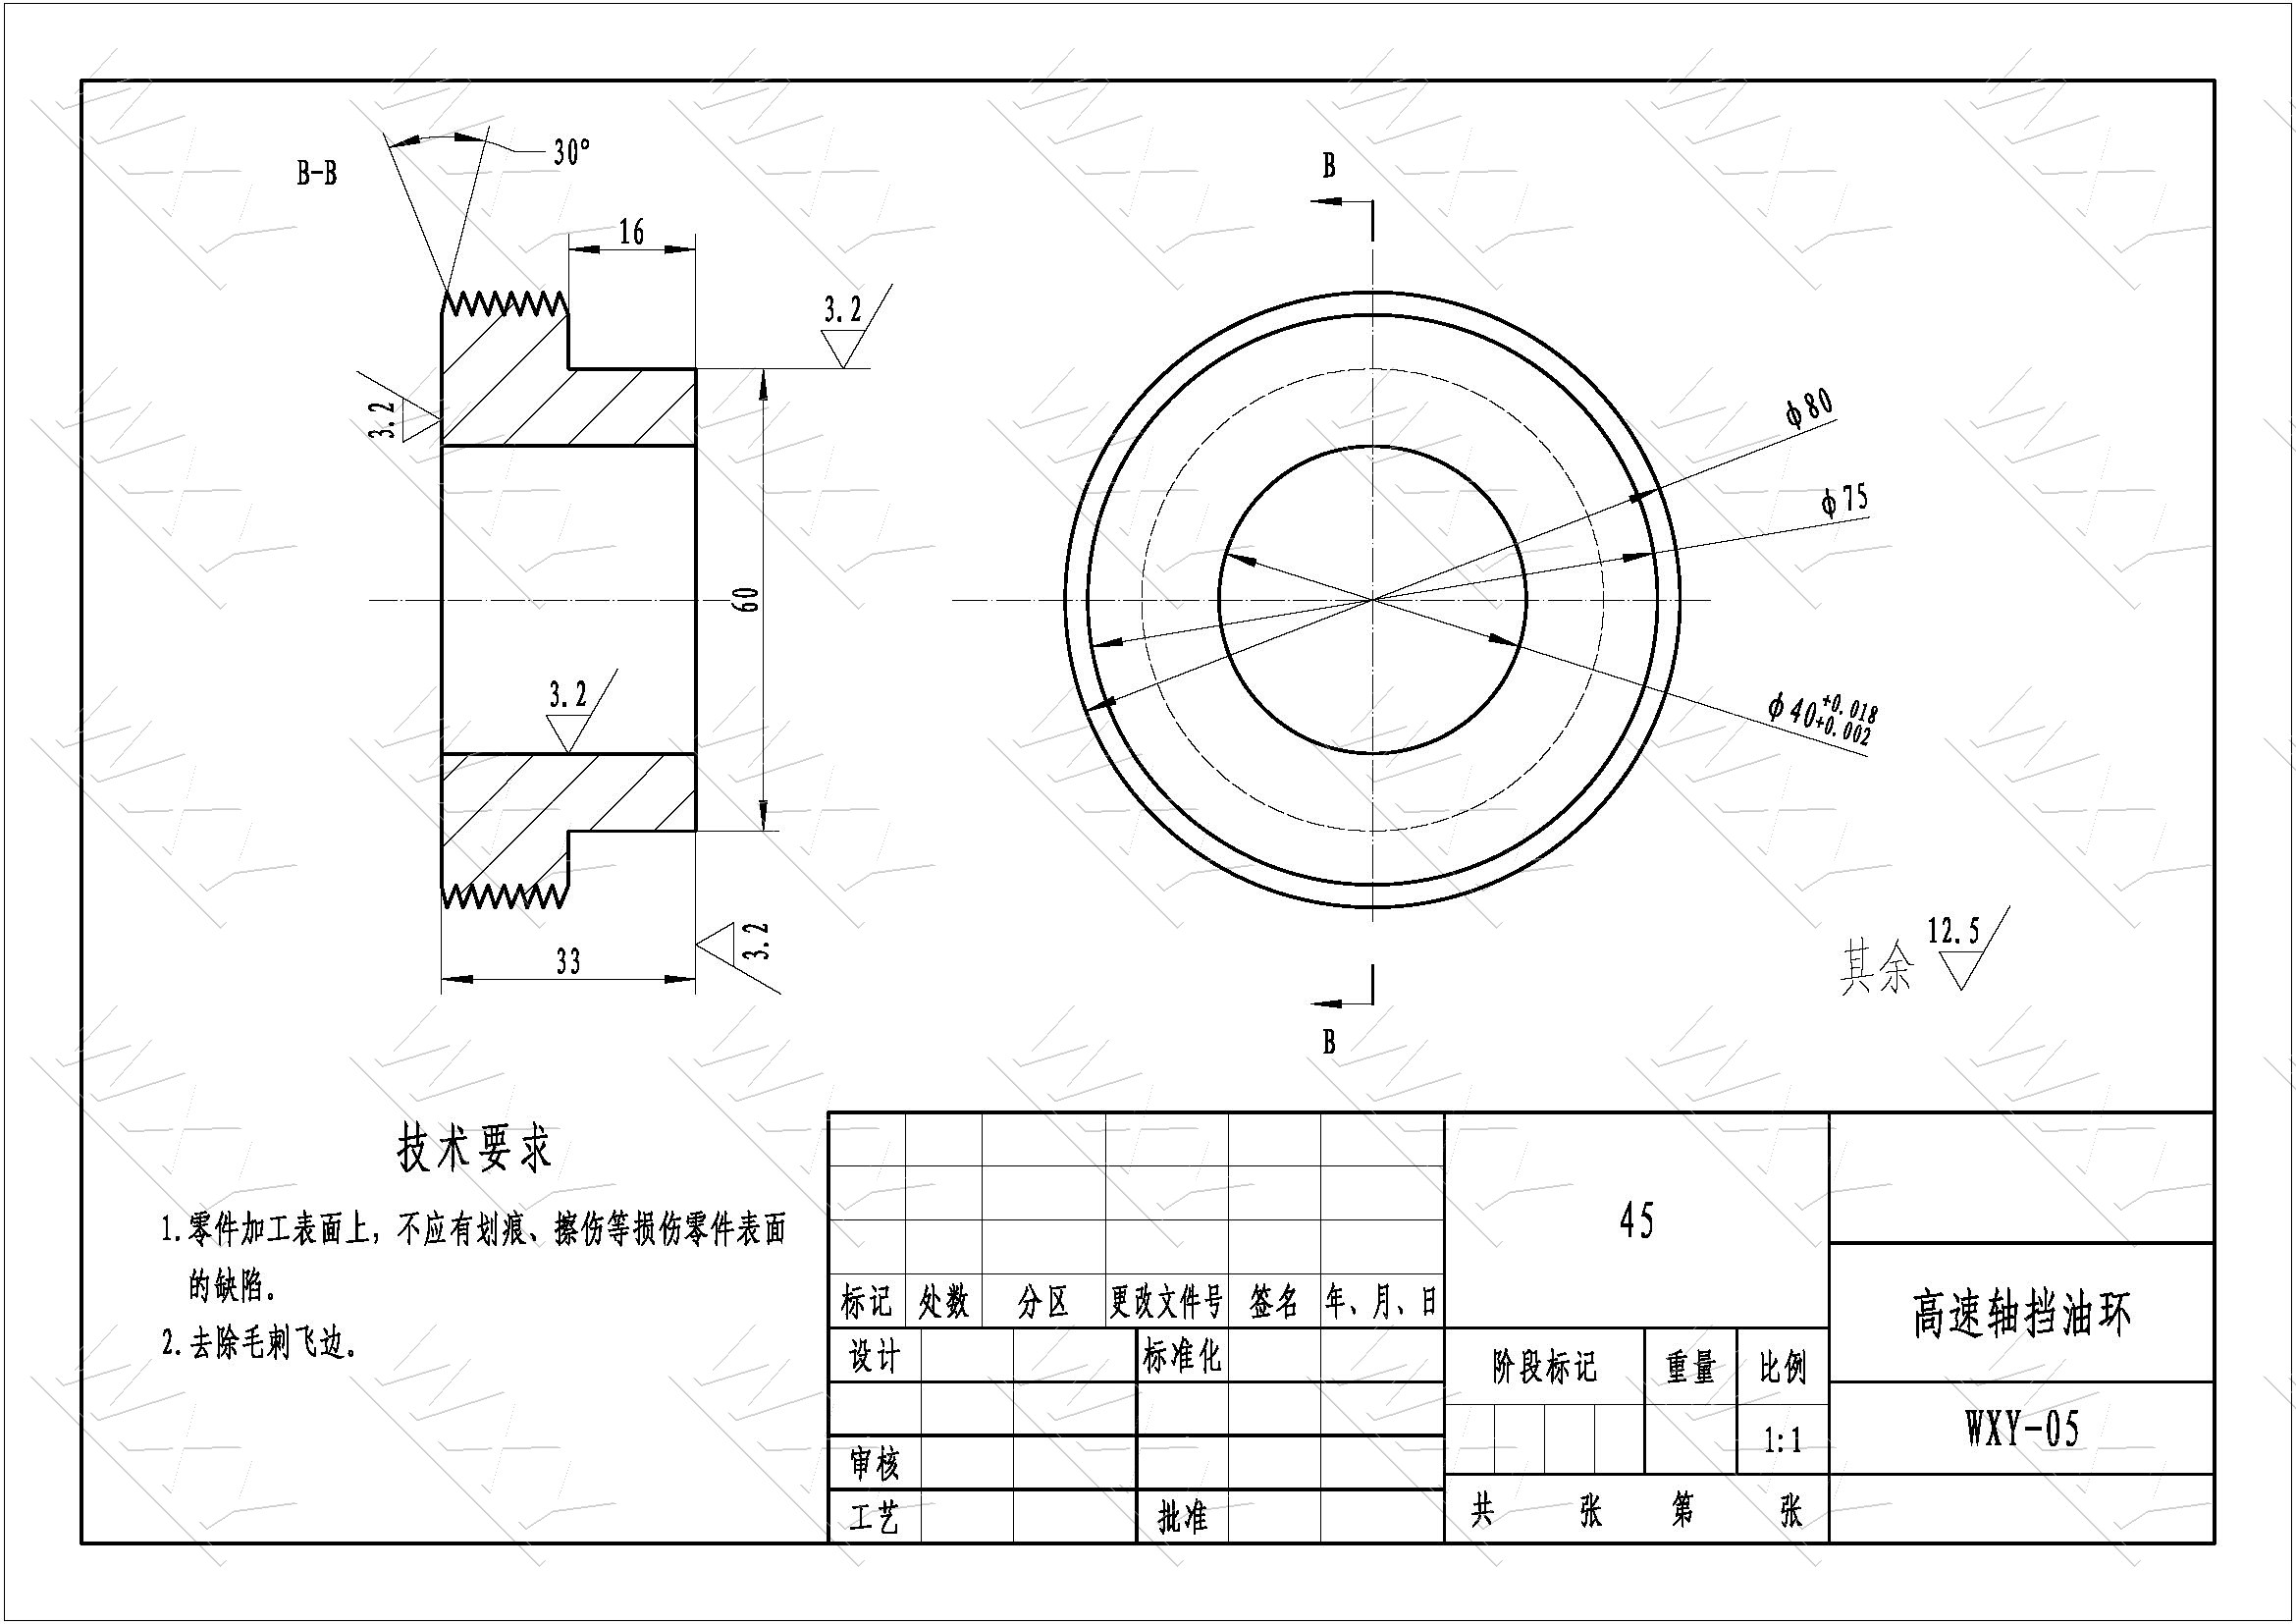 B-B
30°
16
3.2
3.2
60
3.2
3.2
33
B
φ80
φ75
φ40+0.018+0.002
B
其余 12.5
技术要求
1.零件加工表面上，不应有划痕、擦伤等损伤零件表面
的缺陷。
2.去除毛刺飞边。
标记 处数 分区 更改文件号 签名 年、月、日
设计 标准化
审核
工艺 批准
45
阶段标记 重量 比例
1:1
共 张 第 张
高速轴挡油环
WXY-05